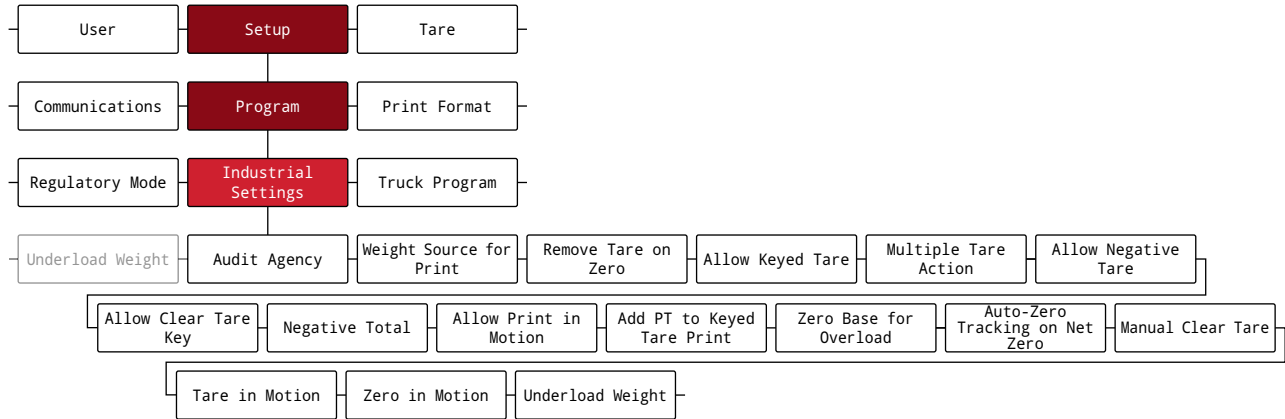 User
Setup
Tare
Communications
Program
Print Format
Regulatory Mode
Industrial
Settings
Truck Program
Underload Weight
Audit Agency
Weight Source for
Print
Remove Tare on
Zero
Allow Keyed Tare
Multiple Tare
Action
Allow Negative
Tare
Allow Clear Tare
Key
Negative Total
Allow Print in
Motion
Add PT to Keyed
Tare Print
Zero Base for
Overload
Auto-Zero
Tracking on Net
Zero
Manual Clear Tare
Tare in Motion
Zero in Motion
Underload Weight